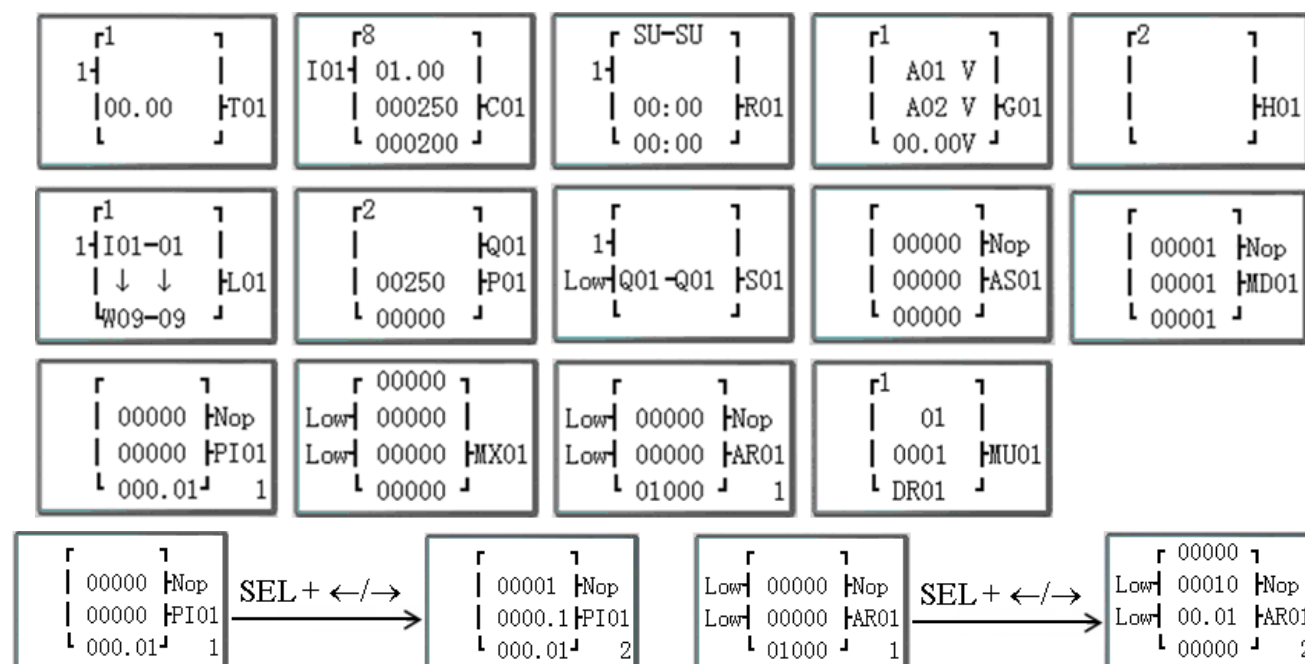 1
1
00.00 T01
8
I01 01.00
000250 C01
000200
SU-SU
1
00:00 R01
00:00
1
A01 V
A02 V G01
00.00V
2
H01
1
1 I01-01
↓ ↓ L01
W09-09
2
Q01
00250 P01
00000
1
Low Q01-Q01 S01
00000 Nop
00000 AS01
00000
00001 Nop
00001 MD01
00001
00000 Nop
00000 PI01
000.01 1
00000
Low 00000
Low 00000 MX01
00000
Low 00000 Nop
Low 00000 AR01
01000 1
1
01
0001 MU01
DR01
00000 Nop
00000 PI01
000.01 1
SEL + ←/→
00001 Nop
0000.1 PI01
000.01 2
Low 00000 Nop
Low 00000 AR01
01000 1
SEL + ←/→
00000
Low 00010 Nop
Low 00.01 AR01
00000 2